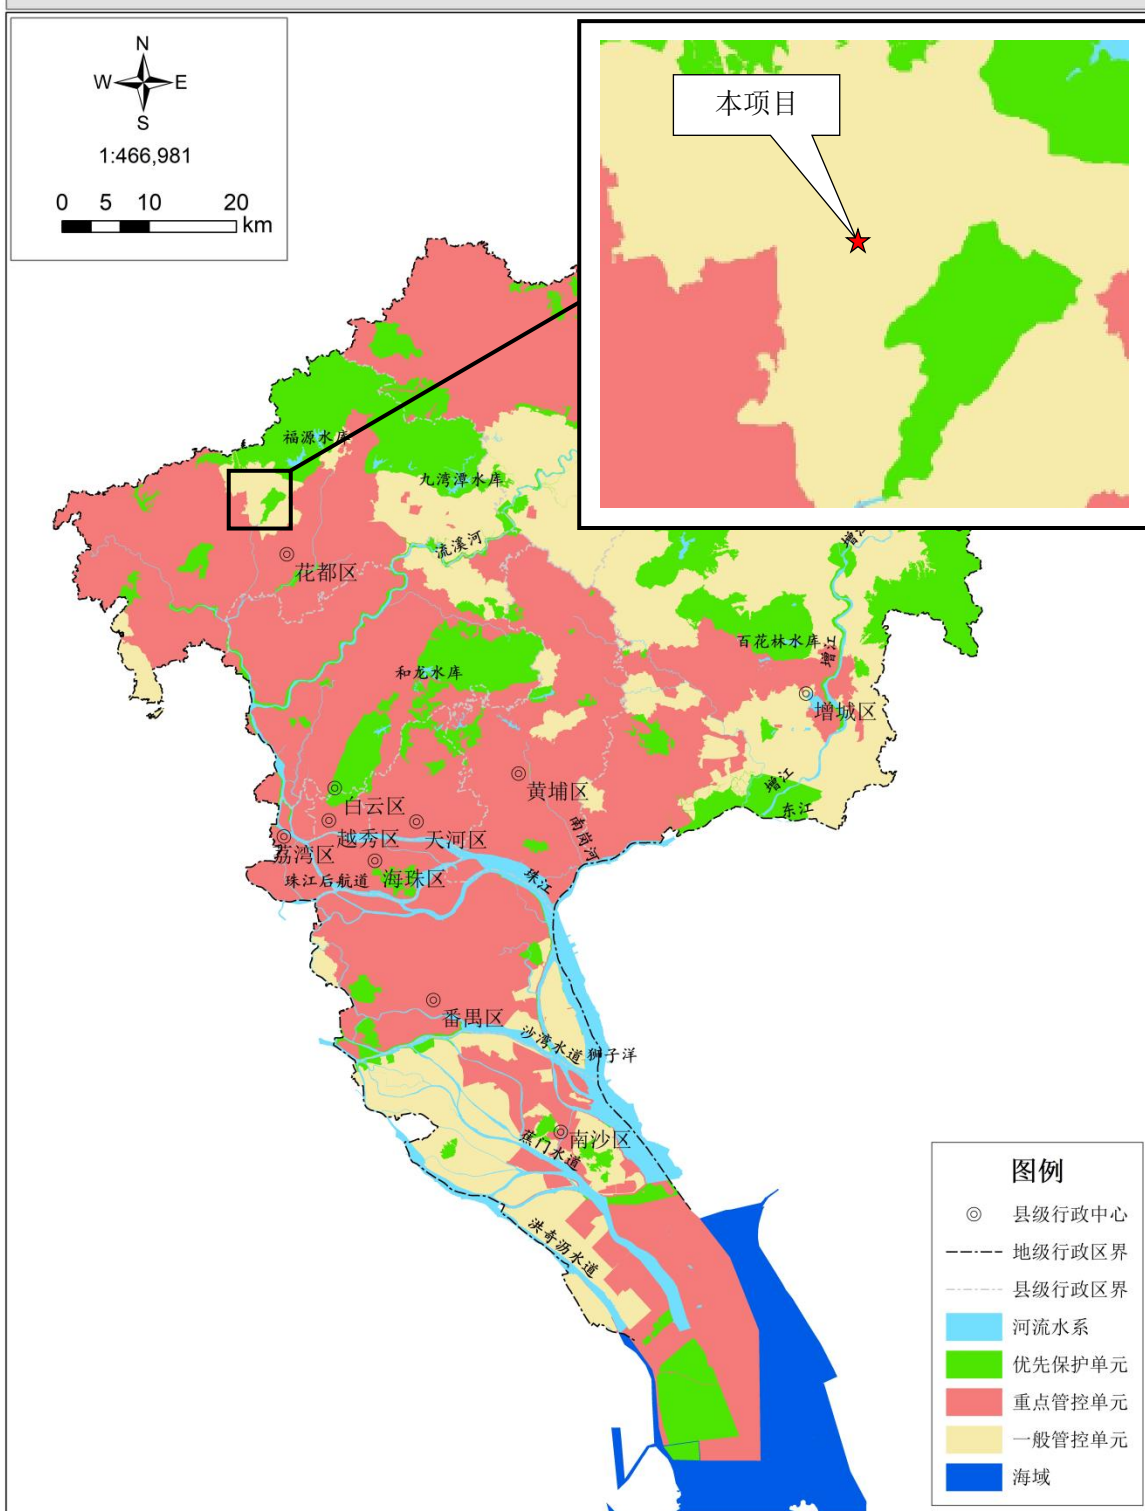 N
W E
S
1:466,981
0 5 10 20
km
本项目
福源水库
九湾潭水库
流溪河
增江
花都区
百花林水库
增江
和龙水库
增城区
黄埔区
增江
东江
白云区
越秀区
天河区
南岗河
荔湾区
海珠区
珠江后航道
珠江
番禺区
沙湾水道
狮子洋
南沙区
蕉门水道
洪奇沥水道
图例
县级行政中心
地级行政区界
县级行政区界
河流水系
优先保护单元
重点管控单元
一般管控单元
海域